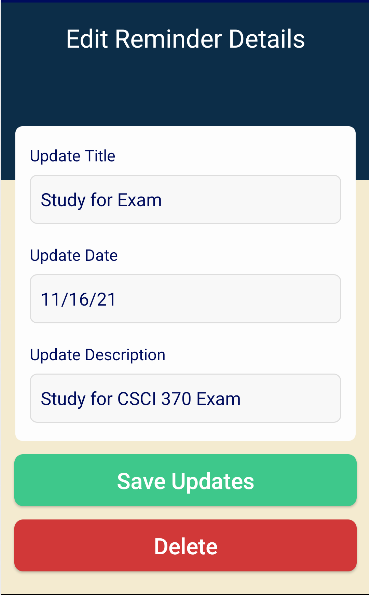 Edit Reminder Details
Update Title
Study for Exam
Update Date
11/16/21
Update Description
Study for CSCI 370 Exam
Save Updates
Delete